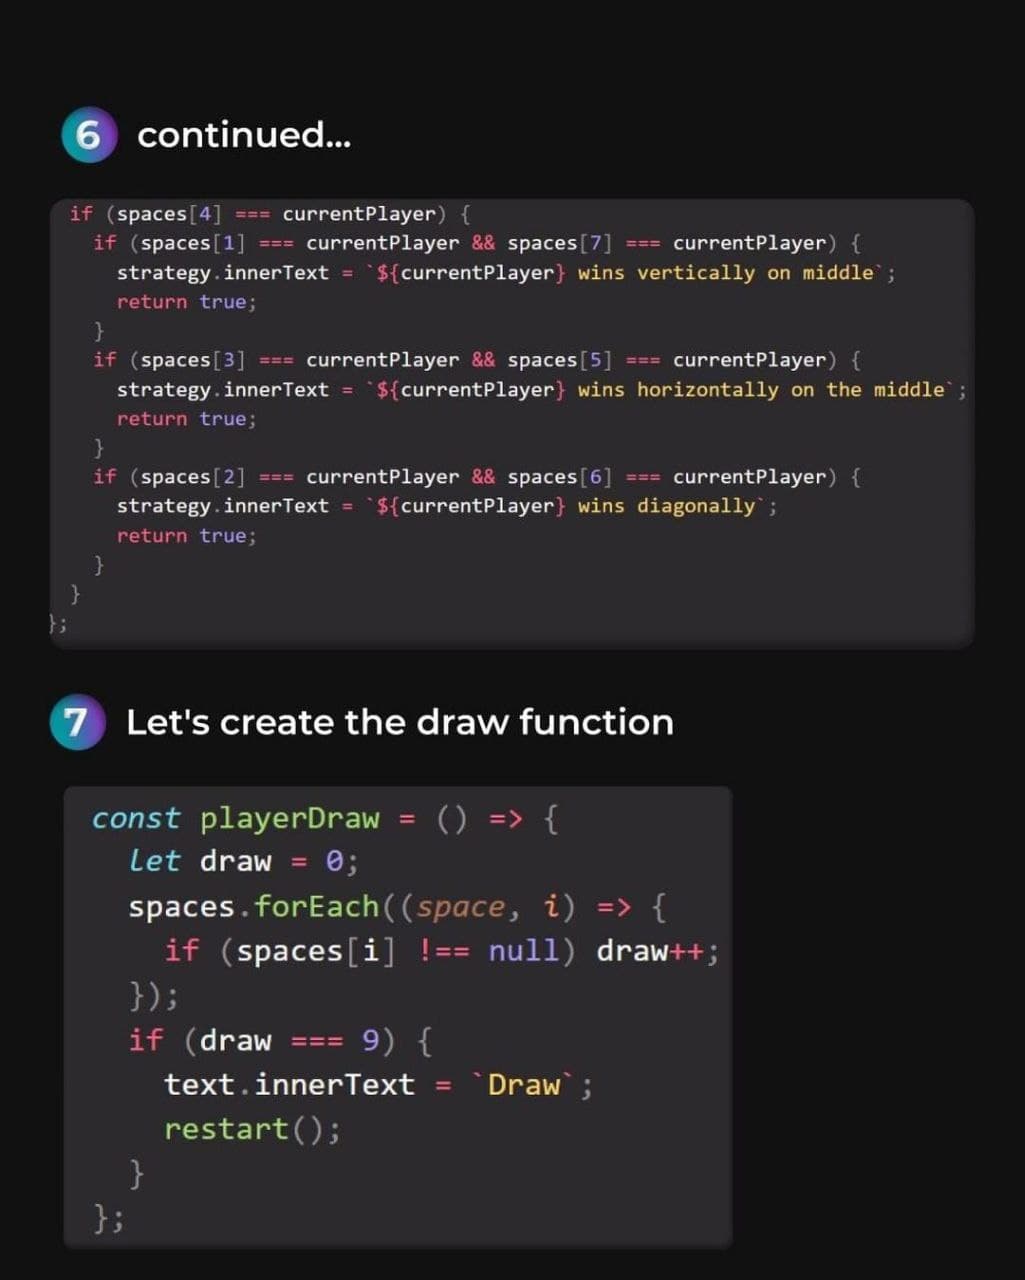 6 continued...
if (spaces[4] === currentPlayer) {
if (spaces[1] === currentPlayer && spaces[7] === currentPlayer) {
strategy.innerText = `${currentPlayer} wins vertically on middle`;
return true;
}
if (spaces[3] === currentPlayer && spaces[5] === currentPlayer) {
strategy.innerText = `${currentPlayer} wins horizontally on the middle`;
return true;
}
if (spaces[2] === currentPlayer && spaces[6] === currentPlayer) {
strategy.innerText = `${currentPlayer} wins diagonally`;
return true;
}
}
};
7 Let's create the draw function
const playerDraw = () => {
let draw = 0;
spaces.forEach((space, i) => {
if (spaces[i] !== null) draw++;
});
if (draw === 9) {
text.innerText = `Draw`;
restart();
}
};